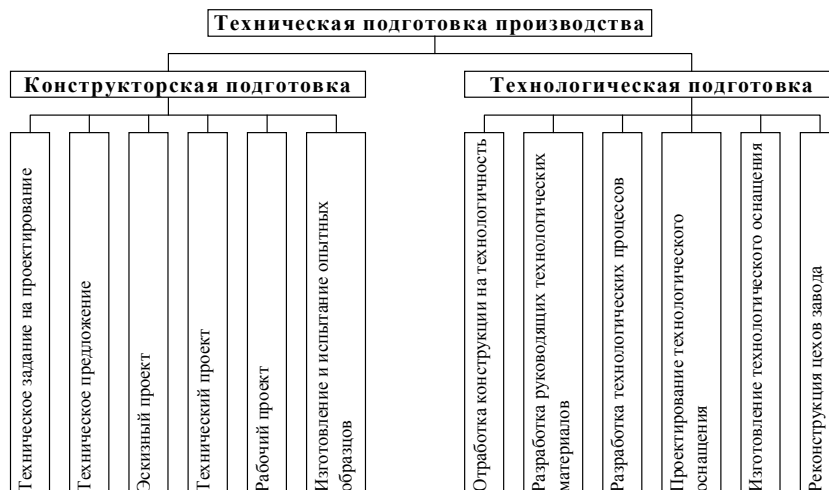 Техническая подготовка производства
Конструкторская подготовка
Технологическая подготовка
Техническое задание на проектирование
Техническое предложение
Эскизный проект
Технический проект
Рабочий проект
Изготовление и испытание опытных
образцов
Отработка конструкции на технологичность
Разработка руководящих технологических
материалов
Разработка технологических процессов
Проектирование технологического
оснащения
Изготовление технологического оснащения
Реконструкция цехов завода